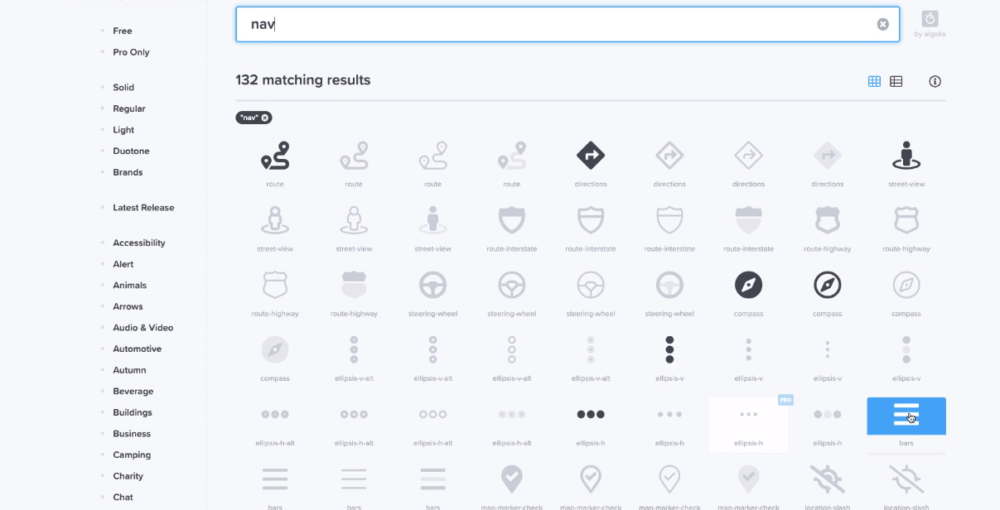 nav
by algolia
Free
Pro Only
Solid
Regular
Light
Duotone
Brands
Latest Release
Accessibility
Alert
Animals
Arrows
Audio & Video
Automotive
Autumn
Beverage
Buildings
Business
Camping
Charity
Chat
132 matching results
"nav"
route route route route directions directions directions directions street-view
street-view street-view street-view route-interstate route-interstate route-interstate route-interstate route-highway route-highway
route-highway route-highway steering-wheel steering-wheel steering-wheel steering-wheel compass compass compass
compass ellipsis-v-alt ellipsis-v-alt ellipsis-v-alt ellipsis-v-alt ellipsis-v ellipsis-v ellipsis-v ellipsis-v
PRO
ellipsis-h-alt ellipsis-h-alt ellipsis-h-alt ellipsis-h-alt ellipsis-h ellipsis-h ellipsis-h ellipsis-h bars
bars bars bars map-marker-check map-marker-check map-marker-check map-marker-check location-slash location-slash